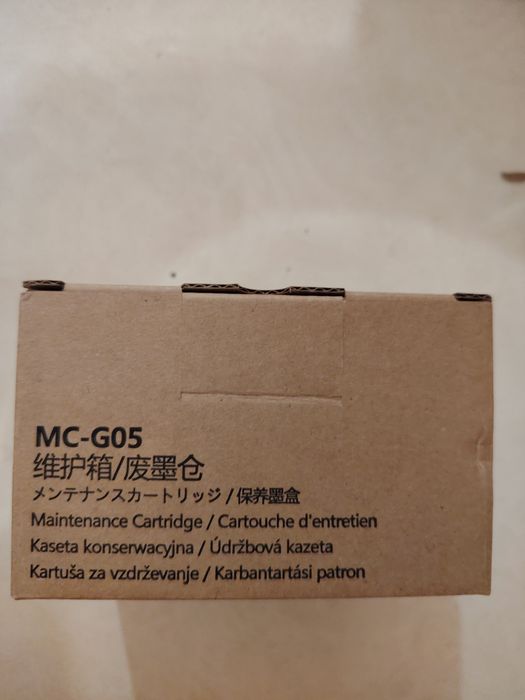 MC-G05
维护箱/废墨仓
メンテナンスカートリッジ / 保养墨盒
Maintenance Cartridge / Cartouche d'entretien
Kaseta konserwacyjna / Údržbová kazeta
Kartuša za vzdrževanje / Karbantartási patron